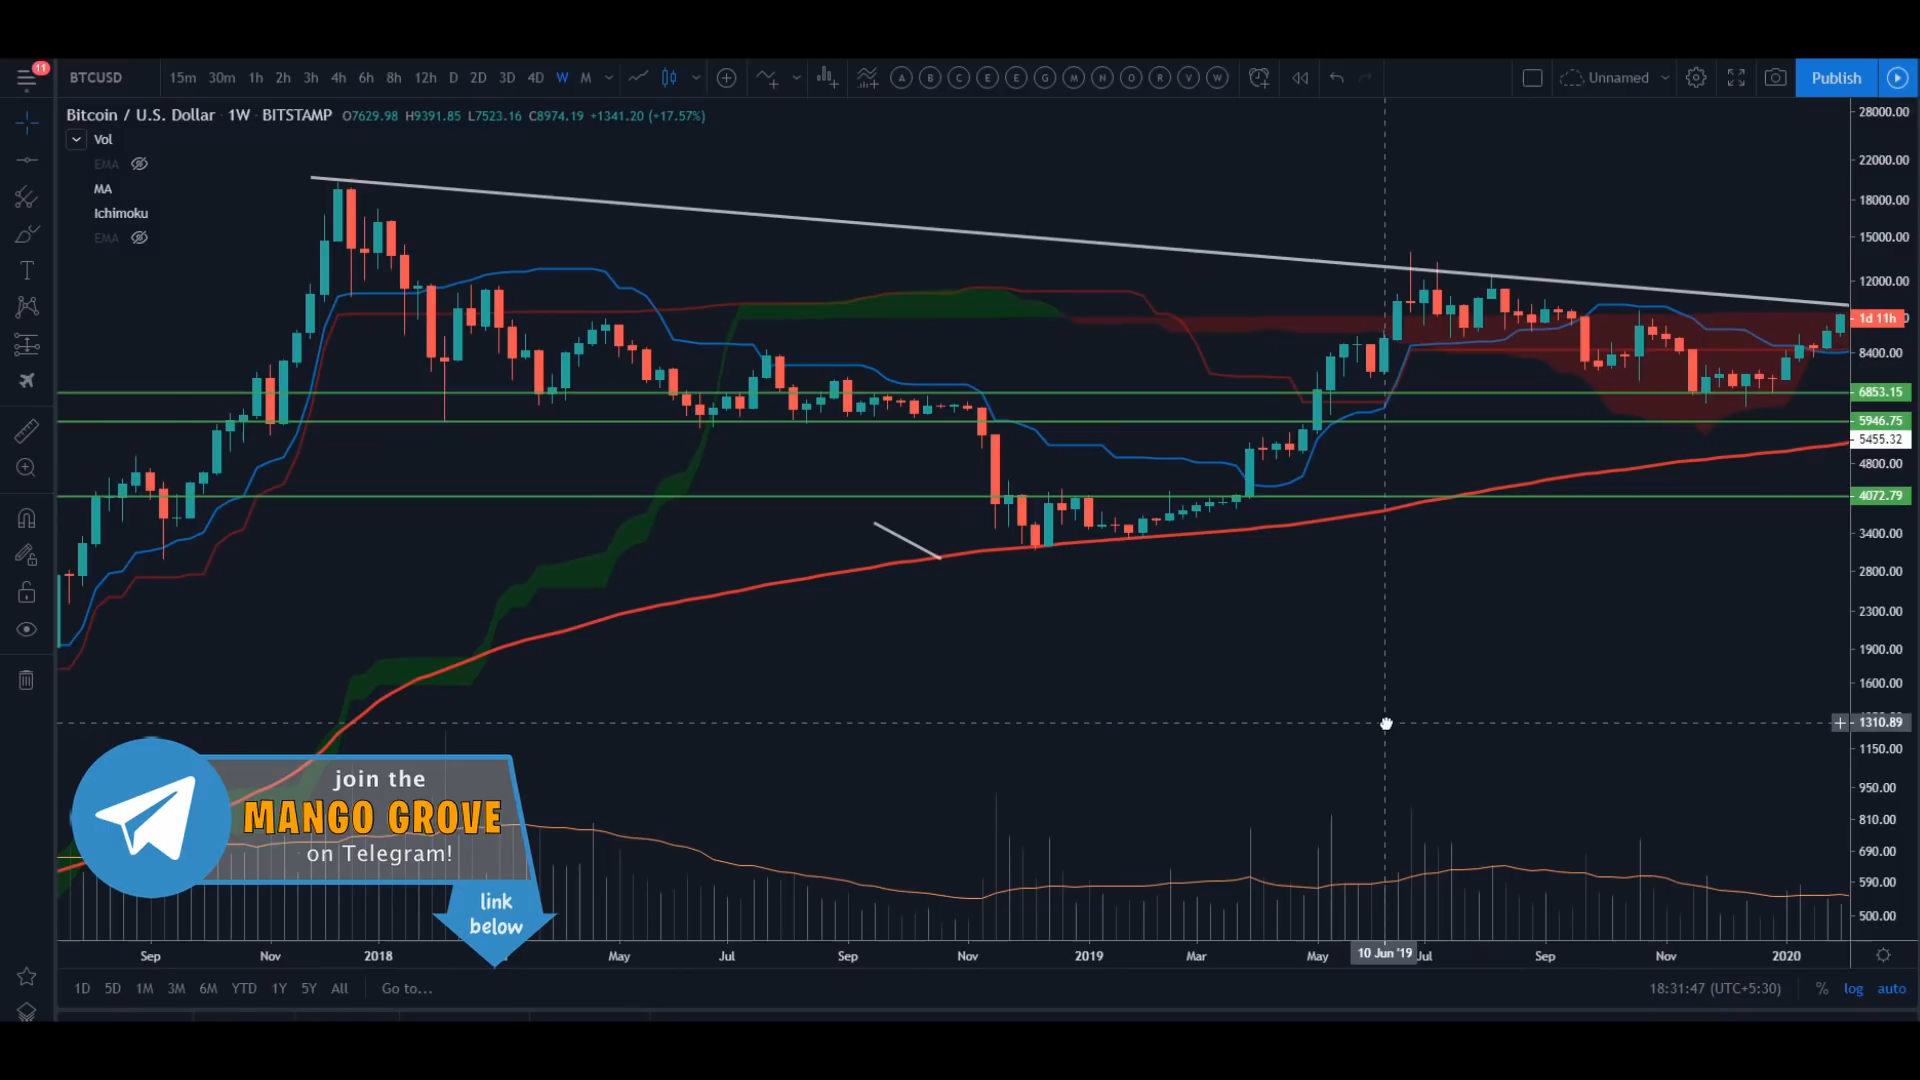 11
BTCUSD 15m 30m 1h 2h 3h 4h 6h 8h 12h D 2D 3D 4D W M A B C E E G M N O R V W Unnamed Publish
Bitcoin / U.S. Dollar 1W BITSTAMP O7629.98 H9391.85 L7523.16 C8974.19 +1341.20 (+17.57%)
Vol
EMA
MA
Ichimoku
EMA
28000.00
22000.00
18000.00
15000.00
12000.00
1d 11h
8400.00
6853.15
5946.75
5455.32
4800.00
4072.79
3400.00
2800.00
2300.00
1900.00
1600.00
1310.89
1150.00
950.00
810.00
690.00
590.00
500.00
join the
MANGO GROVE
on Telegram!
link
below
Sep Nov 2018 May Jul Sep Nov 2019 Mar May 10 Jun '19 Jul Sep Nov 2020
1D 5D 1M 3M 6M YTD 1Y 5Y All Go to... 18:31:47 (UTC+5:30) % log auto